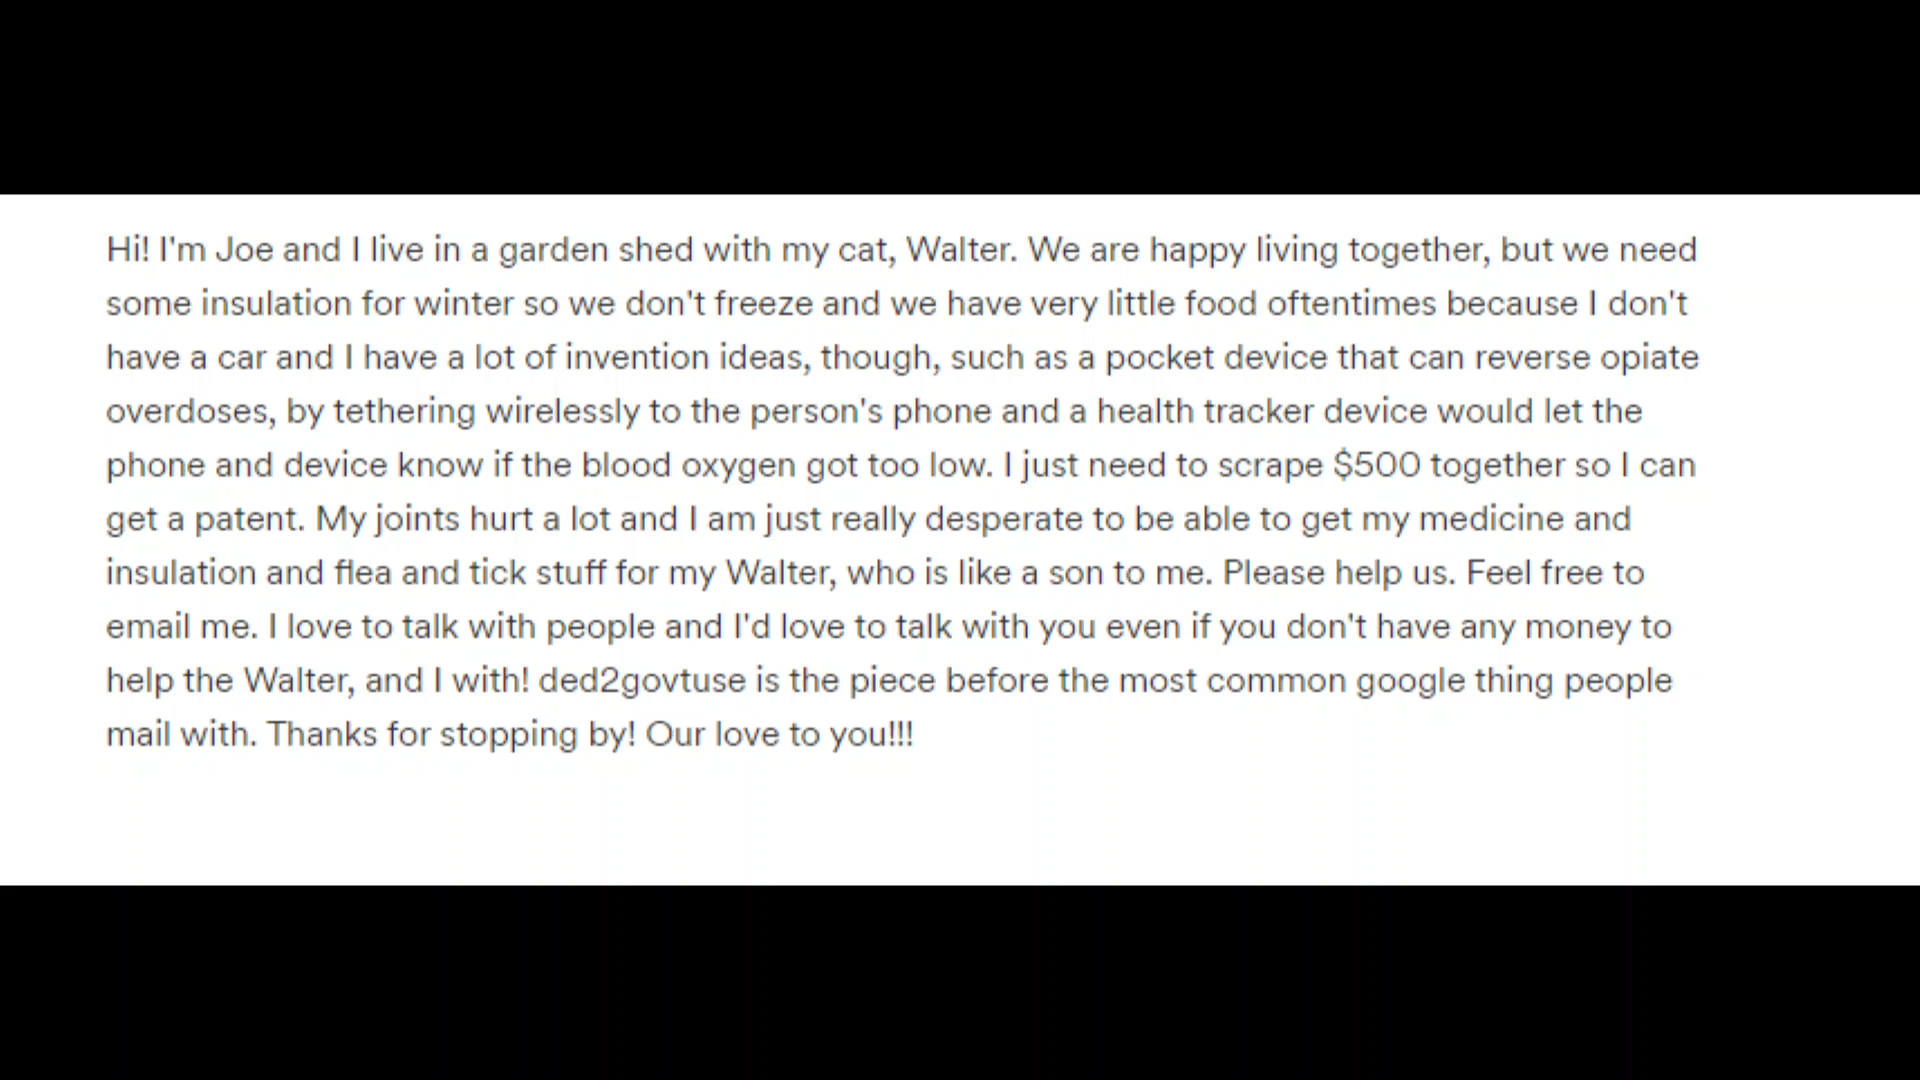 Hi! I'm Joe and I live in a garden shed with my cat, Walter. We are happy living together, but we need
some insulation for winter so we don't freeze and we have very little food oftentimes because I don't
have a car and I have a lot of invention ideas, though, such as a pocket device that can reverse opiate
overdoses, by tethering wirelessly to the person's phone and a health tracker device would let the
phone and device know if the blood oxygen got too low. I just need to scrape $500 together so I can
get a patent. My joints hurt a lot and I am just really desperate to be able to get my medicine and
insulation and flea and tick stuff for my Walter, who is like a son to me. Please help us. Feel free to
email me. I love to talk with people and I'd love to talk with you even if you don't have any money to
help the Walter, and I with! ded2govtuse is the piece before the most common google thing people
mail with. Thanks for stopping by! Our love to you!!!